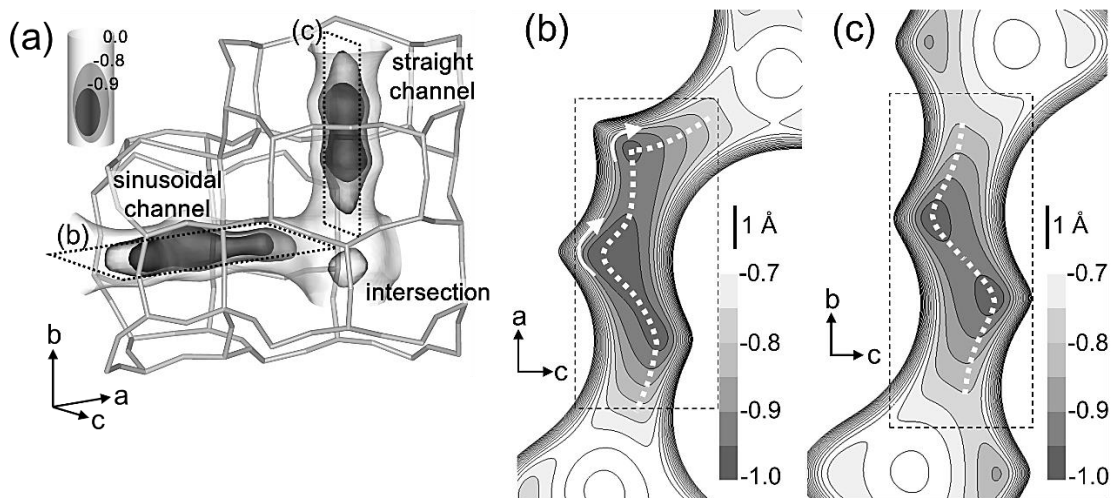 (a)
0.0
-0.8
-0.9
(c)
straight
channel
sinusoidal
channel
(b)
intersection
b
a
c
(b)
1 Å
-0.7
-0.8
-0.9
-1.0
a
c
(c)
1 Å
-0.7
-0.8
-0.9
-1.0
b
c